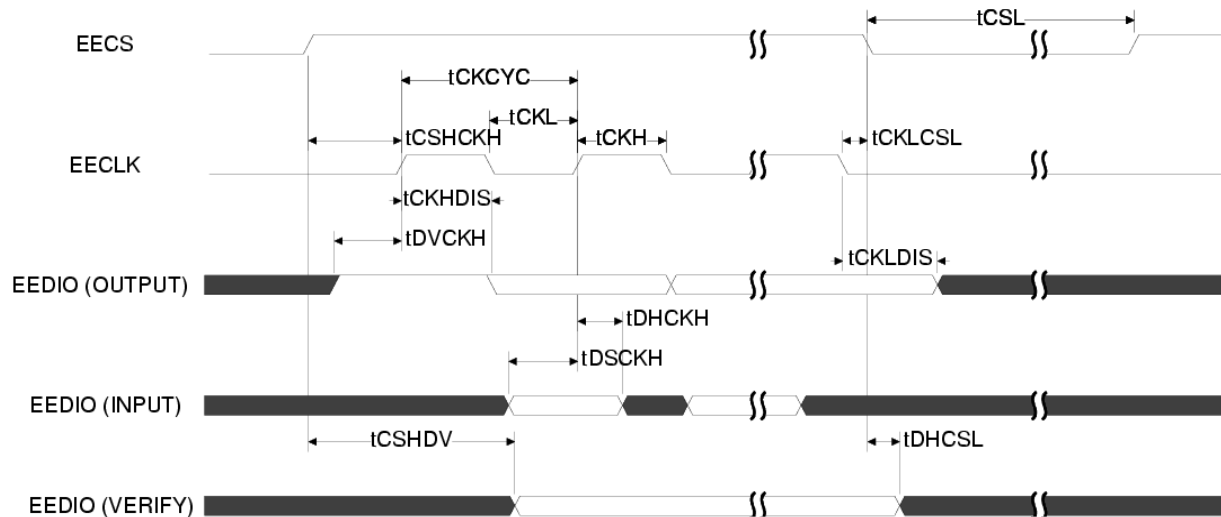 tCSL
EECS
tCKCYC
tCKL
tCSHCKH
tCKH
tCKLCSL
EECLK
tCKHDIS
tDVCKH
tCKLDIS
EEDIO (OUTPUT)
tDHCKH
tDSCKH
EEDIO (INPUT)
tCSHDV
tDHCSL
EEDIO (VERIFY)